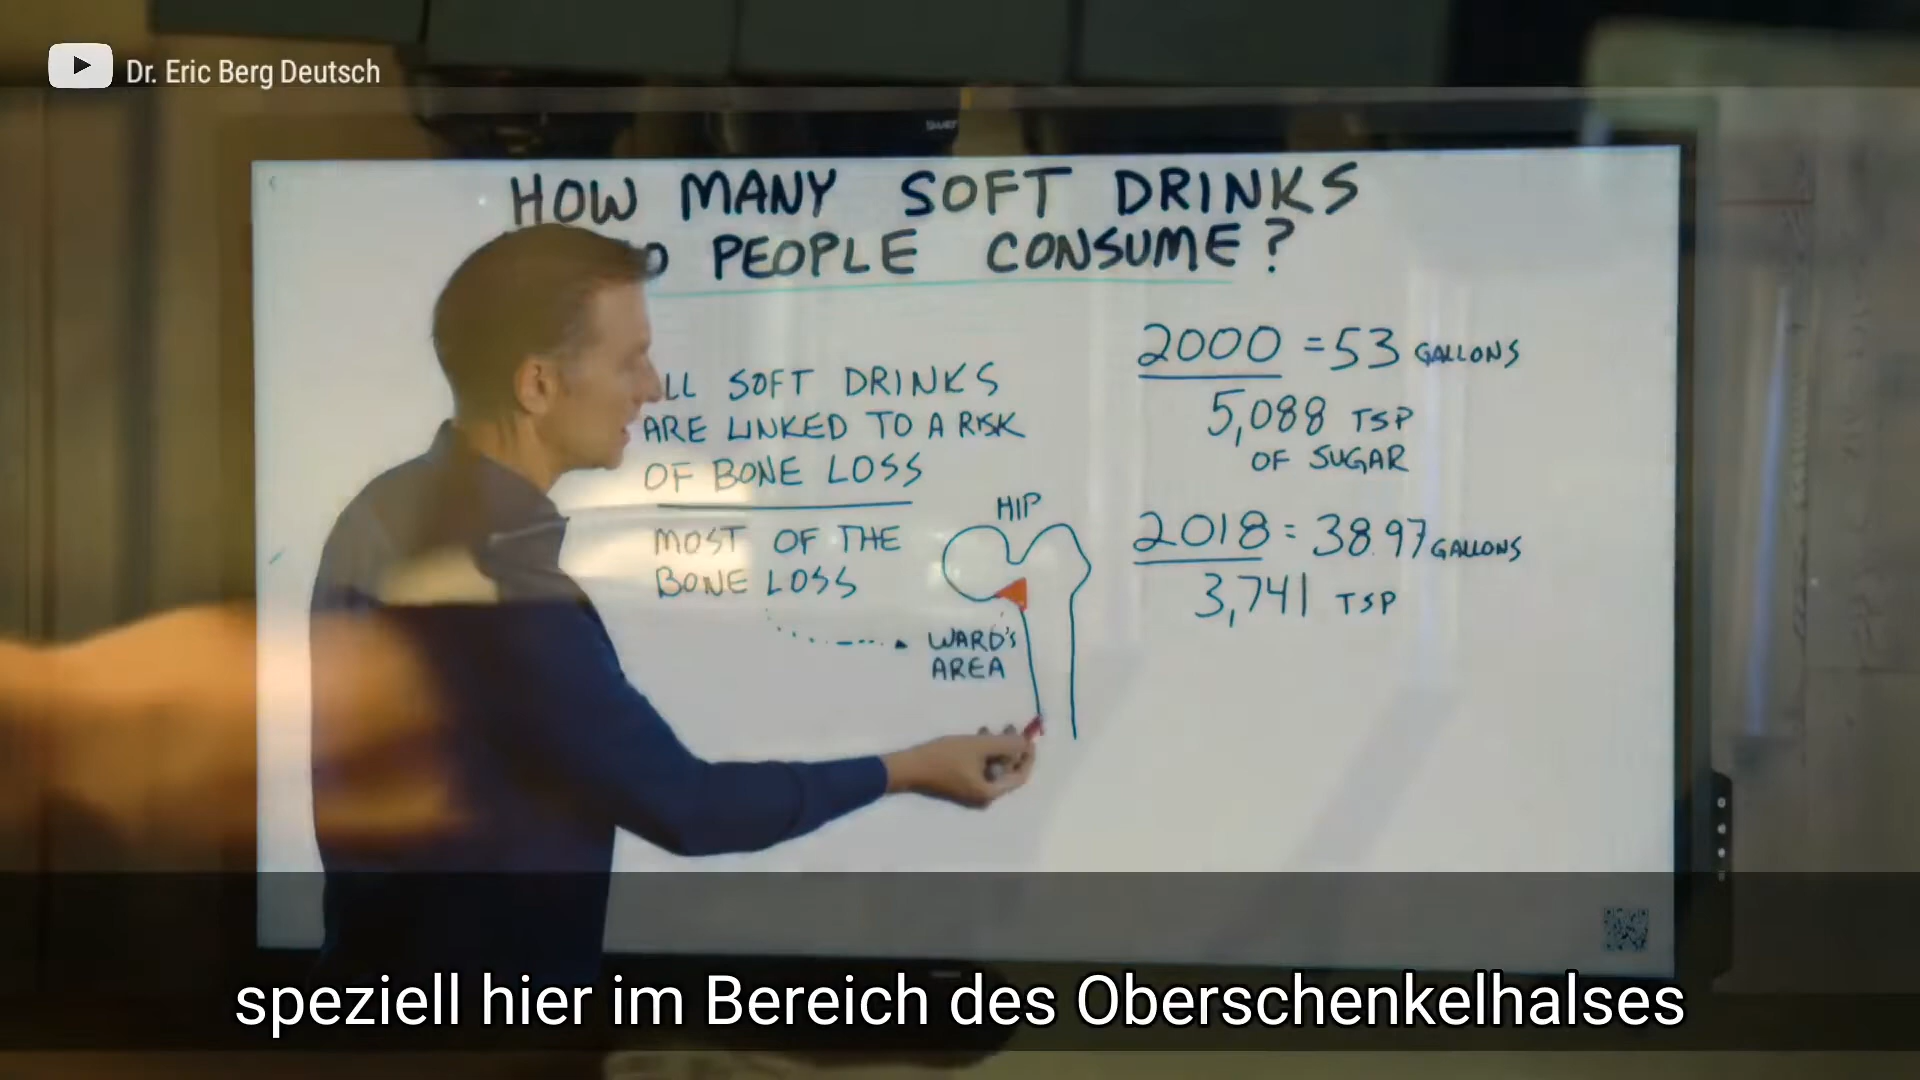 Dr. Eric Berg Deutsch
SMART
HOW MANY SOFT DRINKS
PEOPLE CONSUME?
2000 = 53 GALLONS
5,088 TSP
OF SUGAR
2018 = 38.97 GALLONS
3,741 TSP
LL SOFT DRINKS
ARE LINKED TO A RISK
OF BONE LOSS
MOST OF THE
BONE LOSS
HIP
WARD'S
AREA
speziell hier im Bereich des Oberschenkelhalses